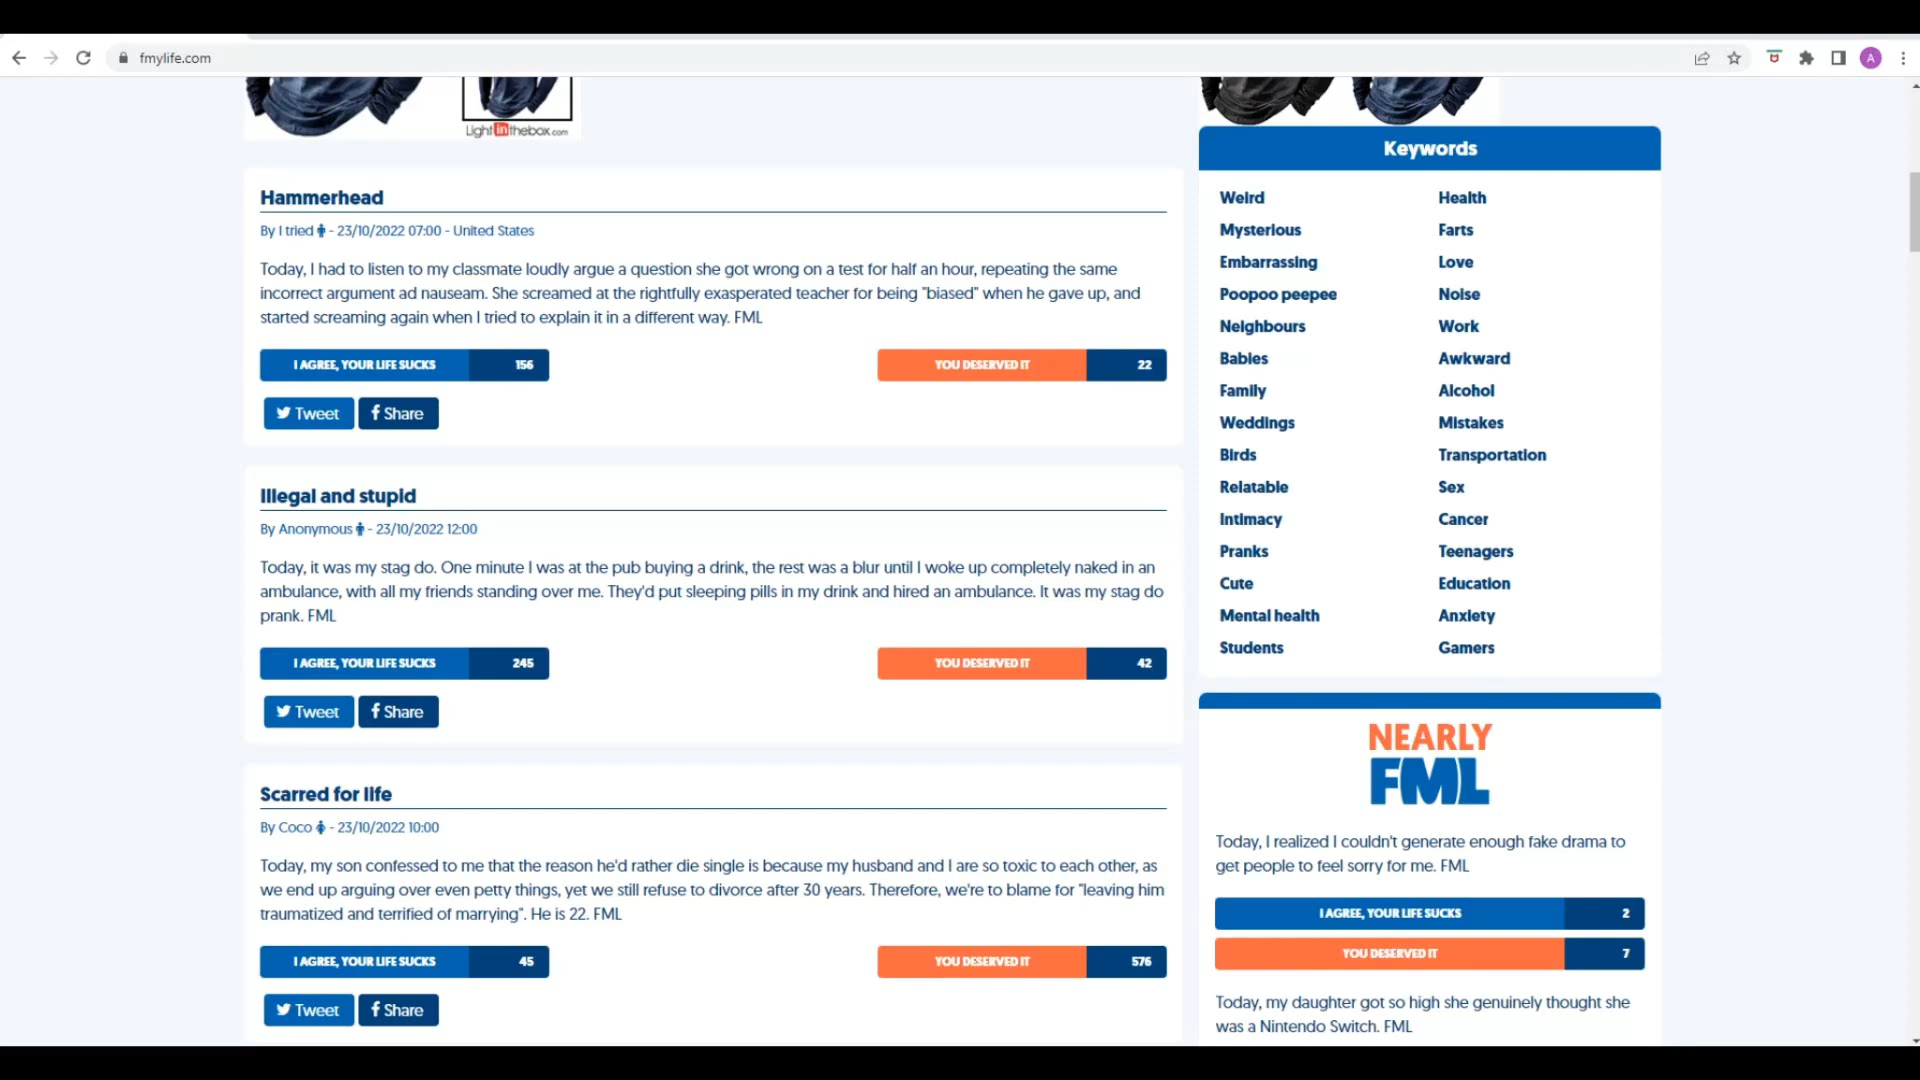 fmylife.com
A
Lightinthebox.com
Hammerhead
By I tried - 23/10/2022 07:00 - United States
Today, I had to listen to my classmate loudly argue a question she got wrong on a test for half an hour, repeating the same
incorrect argument ad nauseam. She screamed at the rightfully exasperated teacher for being "biased" when he gave up, and
started screaming again when I tried to explain it in a different way. FML
I AGREE, YOUR LIFE SUCKS 156
YOU DESERVED IT 22
Tweet
Share
Illegal and stupid
By Anonymous - 23/10/2022 12:00
Today, it was my stag do. One minute I was at the pub buying a drink, the rest was a blur until I woke up completely naked in an
ambulance, with all my friends standing over me. They'd put sleeping pills in my drink and hired an ambulance. It was my stag do
prank. FML
I AGREE, YOUR LIFE SUCKS 245
YOU DESERVED IT 42
Tweet
Share
Scarred for life
By Coco - 23/10/2022 10:00
Today, my son confessed to me that the reason he'd rather die single is because my husband and I are so toxic to each other, as
we end up arguing over even petty things, yet we still refuse to divorce after 30 years. Therefore, we're to blame for "leaving him
traumatized and terrified of marrying". He is 22. FML
I AGREE, YOUR LIFE SUCKS 45
YOU DESERVED IT 576
Tweet
Share
Keywords
Weird
Health
Mysterious
Farts
Embarrassing
Love
Poopoo peepee
Noise
Neighbours
Work
Babies
Awkward
Family
Alcohol
Weddings
Mistakes
Birds
Transportation
Relatable
Sex
Intimacy
Cancer
Pranks
Teenagers
Cute
Education
Mental health
Anxiety
Students
Gamers
NEARLY
FML
Today, I realized I couldn't generate enough fake drama to
get people to feel sorry for me. FML
I AGREE, YOUR LIFE SUCKS 2
YOU DESERVED IT 7
Today, my daughter got so high she genuinely thought she
was a Nintendo Switch. FML